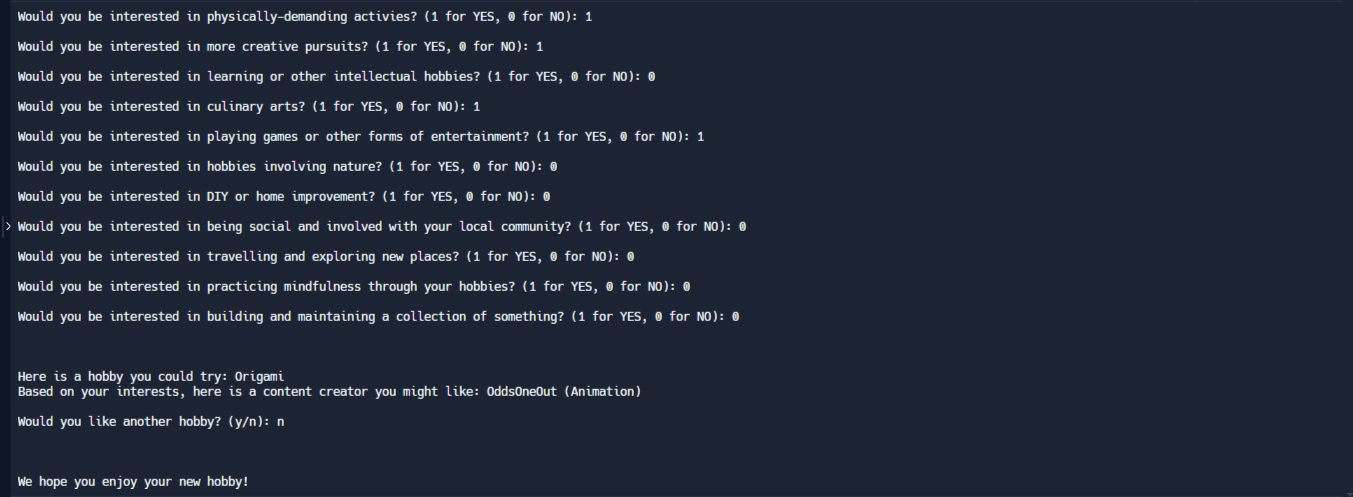 Would you be interested in physically-demanding activies? (1 for YES, 0 for NO): 1
Would you be interested in more creative pursuits? (1 for YES, 0 for NO): 1
Would you be interested in learning or other intellectual hobbies? (1 for YES, 0 for NO): 0
Would you be interested in culinary arts? (1 for YES, 0 for NO): 1
Would you be interested in playing games or other forms of entertainment? (1 for YES, 0 for NO): 1
Would you be interested in hobbies involving nature? (1 for YES, 0 for NO): 0
Would you be interested in DIY or home improvement? (1 for YES, 0 for NO): 0
Would you be interested in being social and involved with your local community? (1 for YES, 0 for NO): 0
Would you be interested in travelling and exploring new places? (1 for YES, 0 for NO): 0
Would you be interested in practicing mindfulness through your hobbies? (1 for YES, 0 for NO): 0
Would you be interested in building and maintaining a collection of something? (1 for YES, 0 for NO): 0
Here is a hobby you could try: Origami
Based on your interests, here is a content creator you might like: OddsOneOut (Animation)
Would you like another hobby? (y/n): n
We hope you enjoy your new hobby!